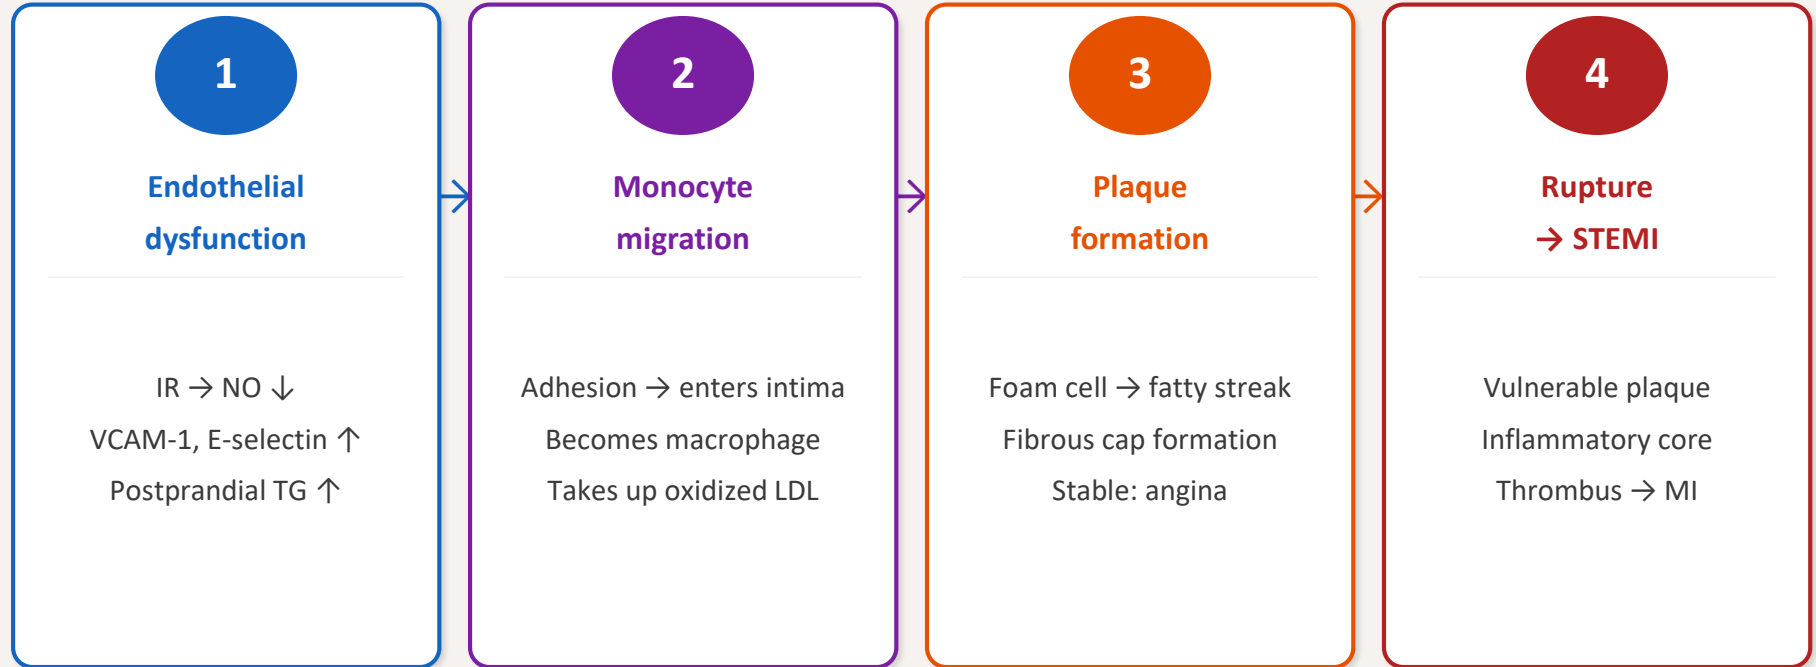 1
Endothelial
dysfunction
IR → NO ↓
VCAM-1, E-selectin ↑
Postprandial TG ↑
→
2
Monocyte
migration
Adhesion → enters intima
Becomes macrophage
Takes up oxidized LDL
→
3
Plaque
formation
Foam cell → fatty streak
Fibrous cap formation
Stable: angina
→
4
Rupture
→ STEMI
Vulnerable plaque
Inflammatory core
Thrombus → MI